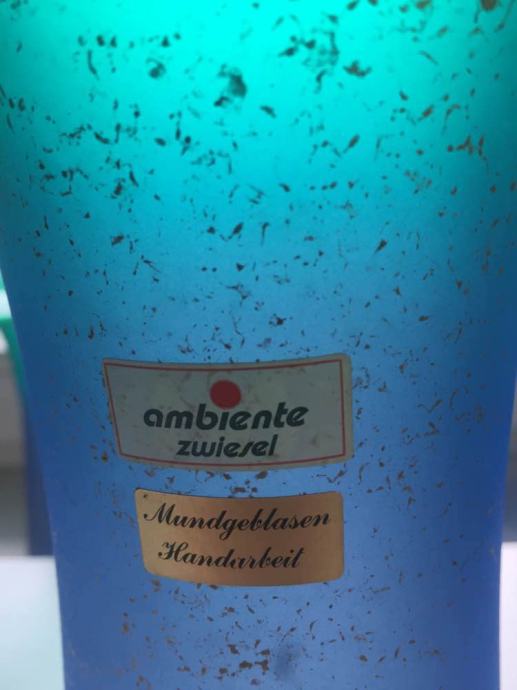 ambiente
zwiesel
Mundgeblasen
Handarbeit